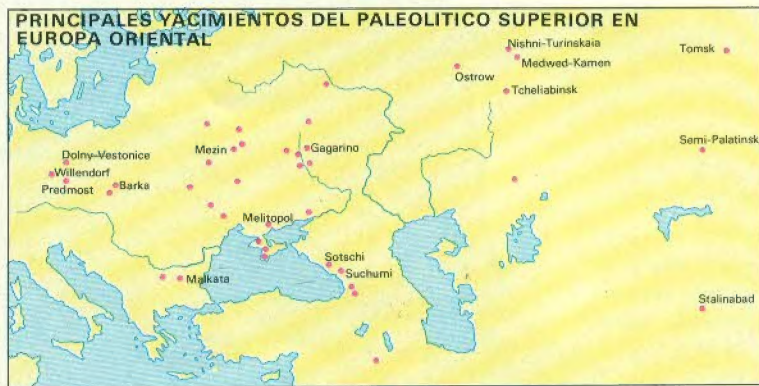 PRINCIPALES YACIMIENTOS DEL PALEOLITICO SUPERIOR EN
EUROPA ORIENTAL
Nishni-Turinskaia
Medwed-Kamen
Tomsk
Ostrow
Tcheliabinsk
Mezin
Gagarino
Semi-Palatinsk
Dolny-Vestonice
Willendorf
Predmost
Barka
Melitopol
Sotschi
Suchumi
Malkata
Stalinabad